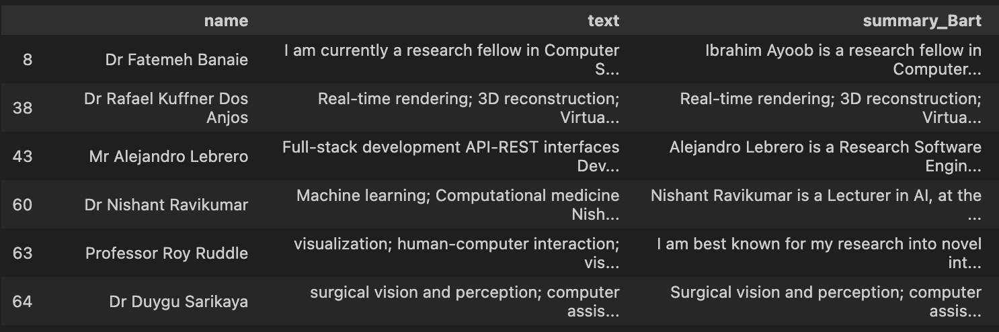 name text summary_Bart
8 Dr Fatemeh Banaie I am currently a research fellow in Computer S... Ibrahim Ayoob is a research fellow in Computer...
38 Dr Rafael Kuffner Dos Anjos Real-time rendering; 3D reconstruction; Virtua... Real-time rendering; 3D reconstruction; Virtua...
43 Mr Alejandro Lebrero Full-stack development API-REST interfaces Dev... Alejandro Lebrero is a Research Software Engin...
60 Dr Nishant Ravikumar Machine learning; Computational medicine Nish... Nishant Ravikumar is a Lecturer in AI, at the ...
63 Professor Roy Ruddle visualization; human-computer interaction; vis... I am best known for my research into novel int...
64 Dr Duygu Sarikaya surgical vision and perception; computer assis... Surgical vision and perception; computer assis...